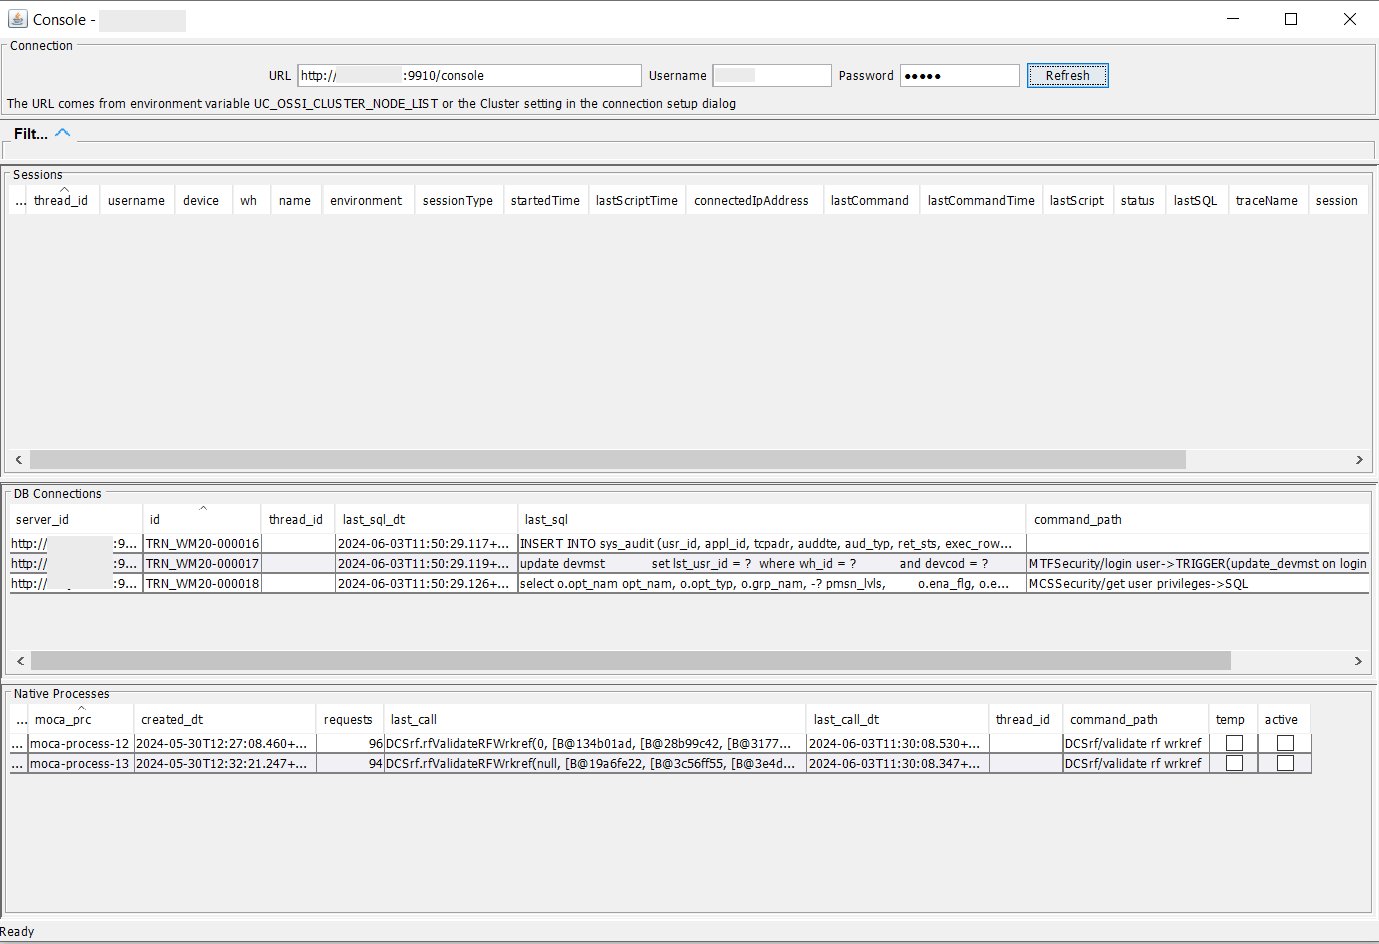 Console -
Connection
URL http:// :9910/console Username Password ●●●●● Refresh
The URL comes from environment variable UC_OSSI_CLUSTER_NODE_LIST or the Cluster setting in the connection setup dialog
Filt...
Sessions
... thread_id username device wh name environment sessionType startedTime lastScriptTime connectedIpAddress lastCommand lastCommandTime lastScript status lastSQL traceName session
DB Connections
server_id id thread_id last_sql_dt last_sql command_path
http:// :9... TRN_WM20-000016 2024-06-03T11:50:29.117+... INSERT INTO sys_audit (usr_id, appl_id, tcpadr, auddte, aud_typ, ret_sts, exec_row...
http:// :9... TRN_WM20-000017 2024-06-03T11:50:29.119+... update devmst set lst_usr_id = ? where wh_id = ? and devcod = ? MTFSecurity/login user->TRIGGER(update_devmst on login
http:// :9... TRN_WM20-000018 2024-06-03T11:50:29.126+... select o.opt_nam opt_nam, o.opt_typ, o.grp_nam, -? pmsn_lvls, o.ena_flg, o.e... MCSSecurity/get user privileges->SQL
Native Processes
... moca_prc created_dt requests last_call last_call_dt thread_id command_path temp active
... moca-process-12 2024-05-30T12:27:08.460+... 96 DCSrf.rfValidateRFWrkref(0, [B@134b01ad, [B@28b99c42, [B@3177... 2024-06-03T11:30:08.530+... DCSrf/validate rf wrkref
... moca-process-13 2024-05-30T12:32:21.247+... 94 DCSrf.rfValidateRFWrkref(null, [B@19a6fe22, [B@3c56ff55, [B@3e4d... 2024-06-03T11:30:08.347+... DCSrf/validate rf wrkref
Ready